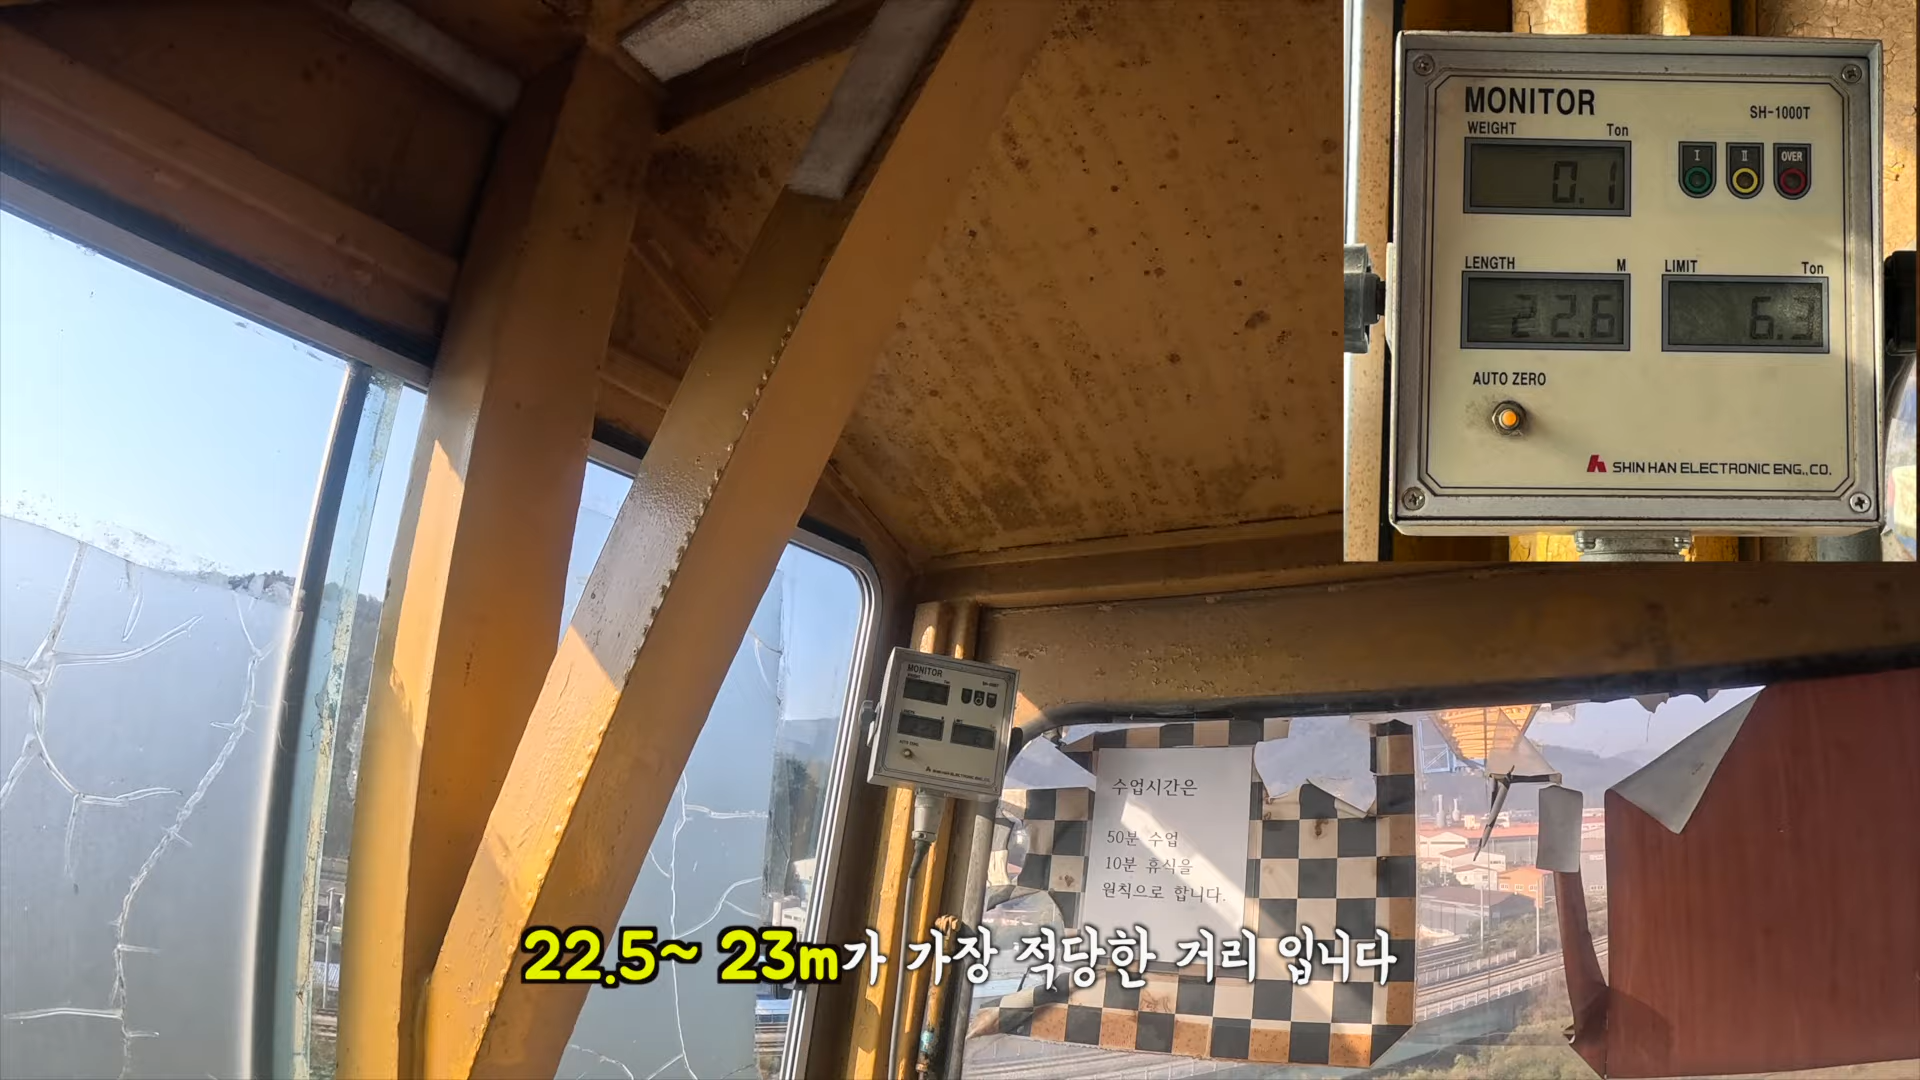 MONITOR
SH-1000T
WEIGHT Ton
I II OVER
0.1
LENGTH M LIMIT Ton
22.6 6.3
AUTO ZERO
SHIN HAN ELECTRONIC ENG.,CO.
MONITOR
수업시간은
50분 수업
10분 휴식을
원칙으로 합니다.
22.5~ 23m가 가장 적당한 거리 입니다